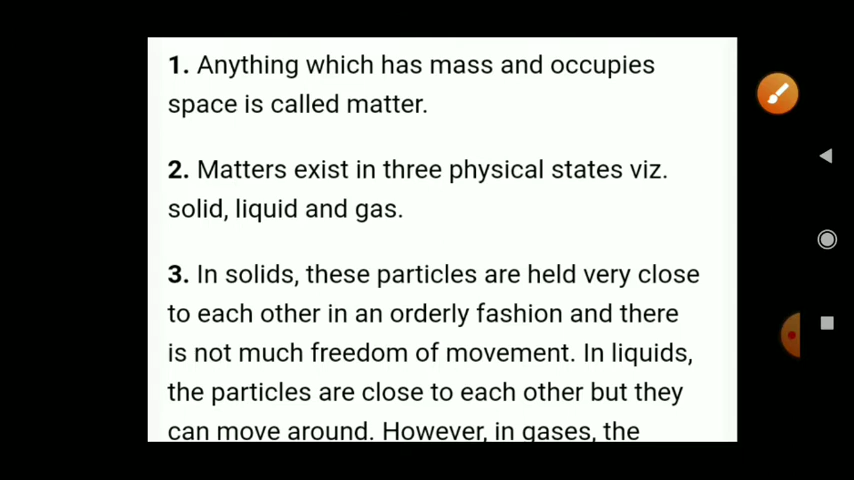 1. Anything which has mass and occupies
space is called matter.
2. Matters exist in three physical states viz.
solid, liquid and gas.
3. In solids, these particles are held very close
to each other in an orderly fashion and there
is not much freedom of movement. In liquids,
the particles are close to each other but they
can move around. However, in gases, the